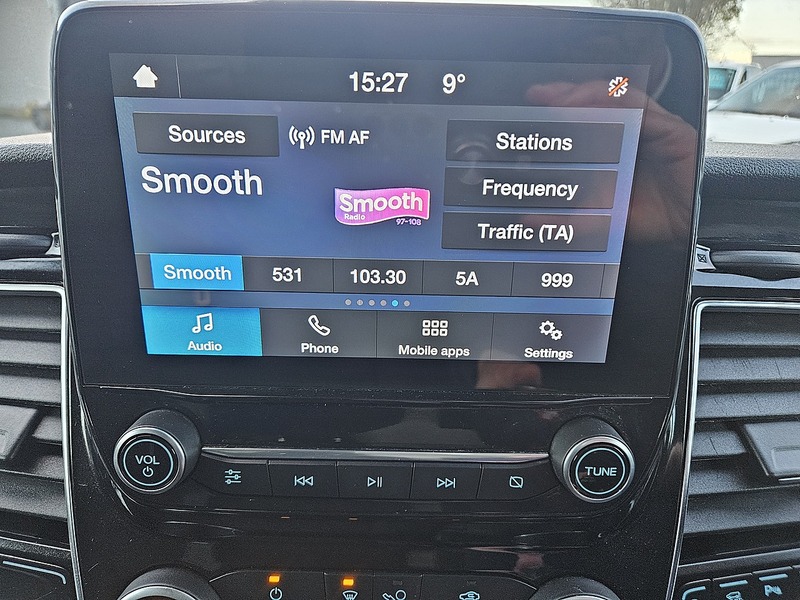 15:27 9°
Sources FM AF Stations
Smooth
Smooth
Radio
97-108
Frequency
Traffic (TA)
Smooth 531 103.30 5A 999
Audio Phone Mobile apps Settings
VOL
TUNE